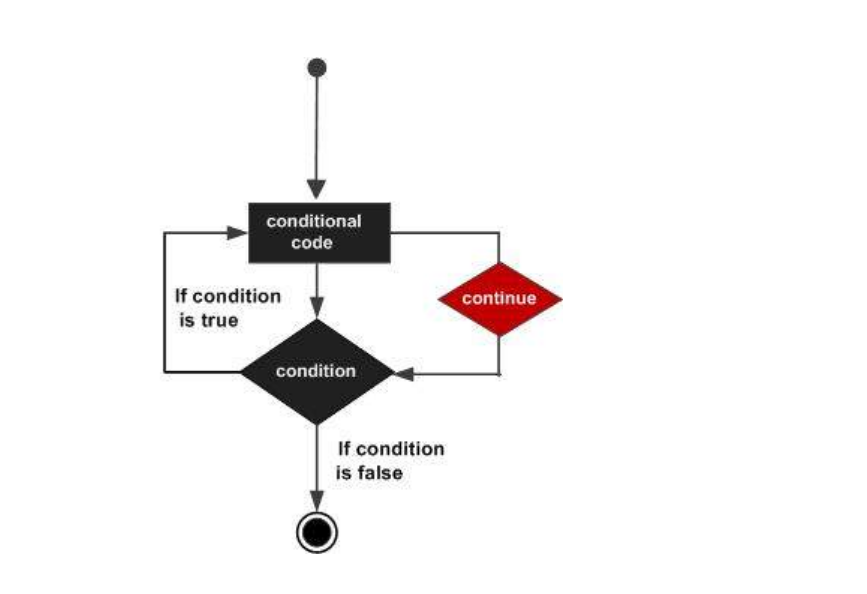 conditional
code
continue
If condition
is true
condition
If condition
is false